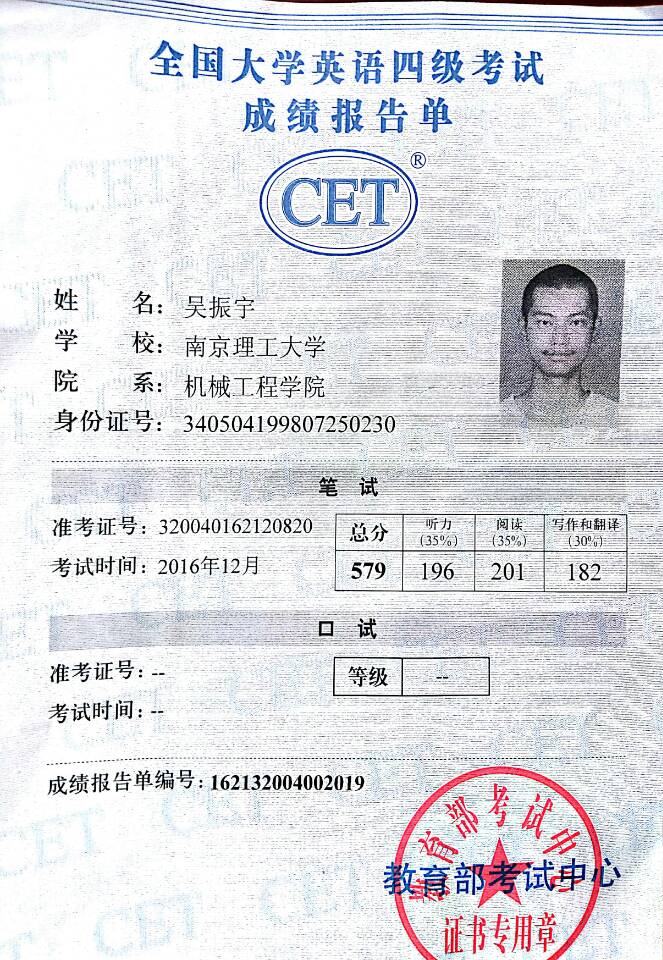 全国大学英语四级考试
成绩报告单
CET®
姓 名：吴振宇
学 校：南京理工大学
院 系：机械工程学院
身份证号：340504199807250230
笔 试
准考证号：320040162120820
考试时间：2016年12月
总分 听力(35%) 阅读(35%) 写作和翻译(30%)
579 196 201 182
口 试
准考证号：--
考试时间：--
等级 --
成绩报告单编号：162132004002019
教育部考试中心
教育部考试中心
证书专用章